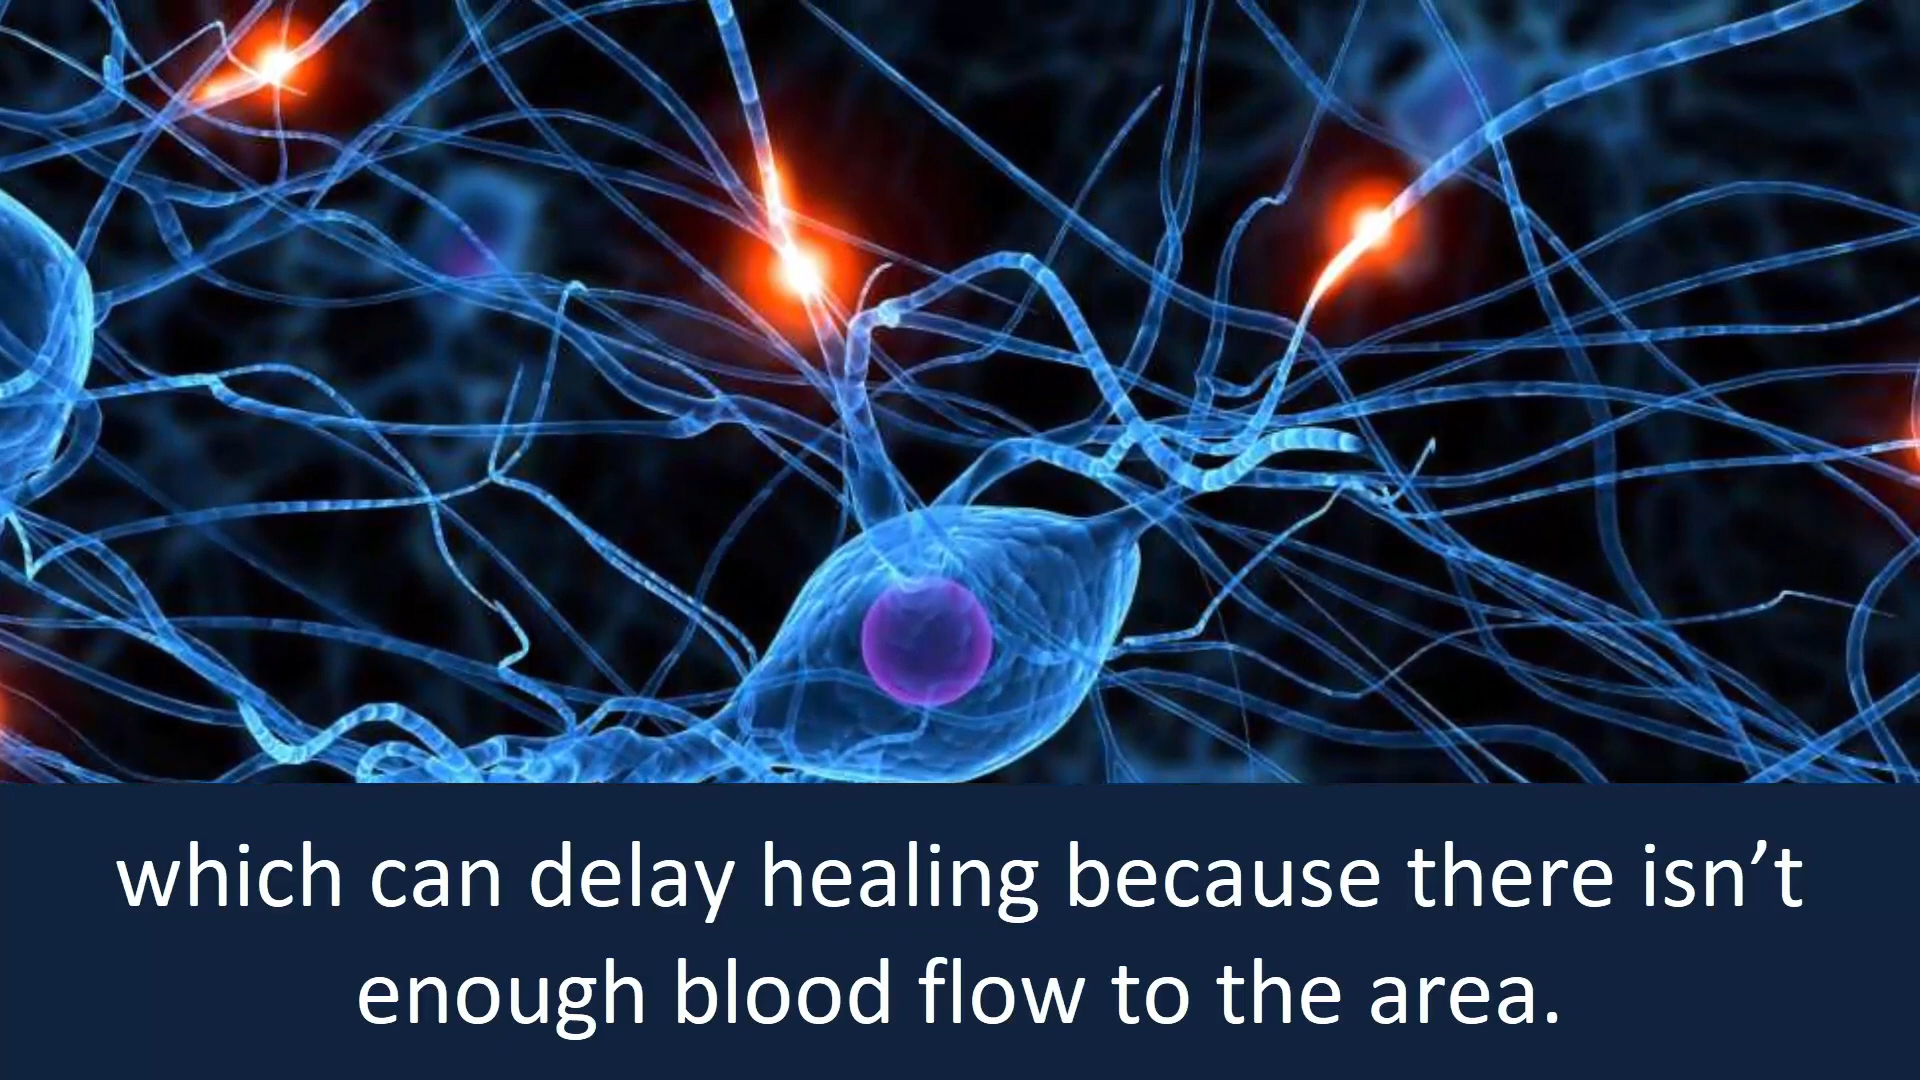 which can delay healing because there isn’t
enough blood flow to the area.